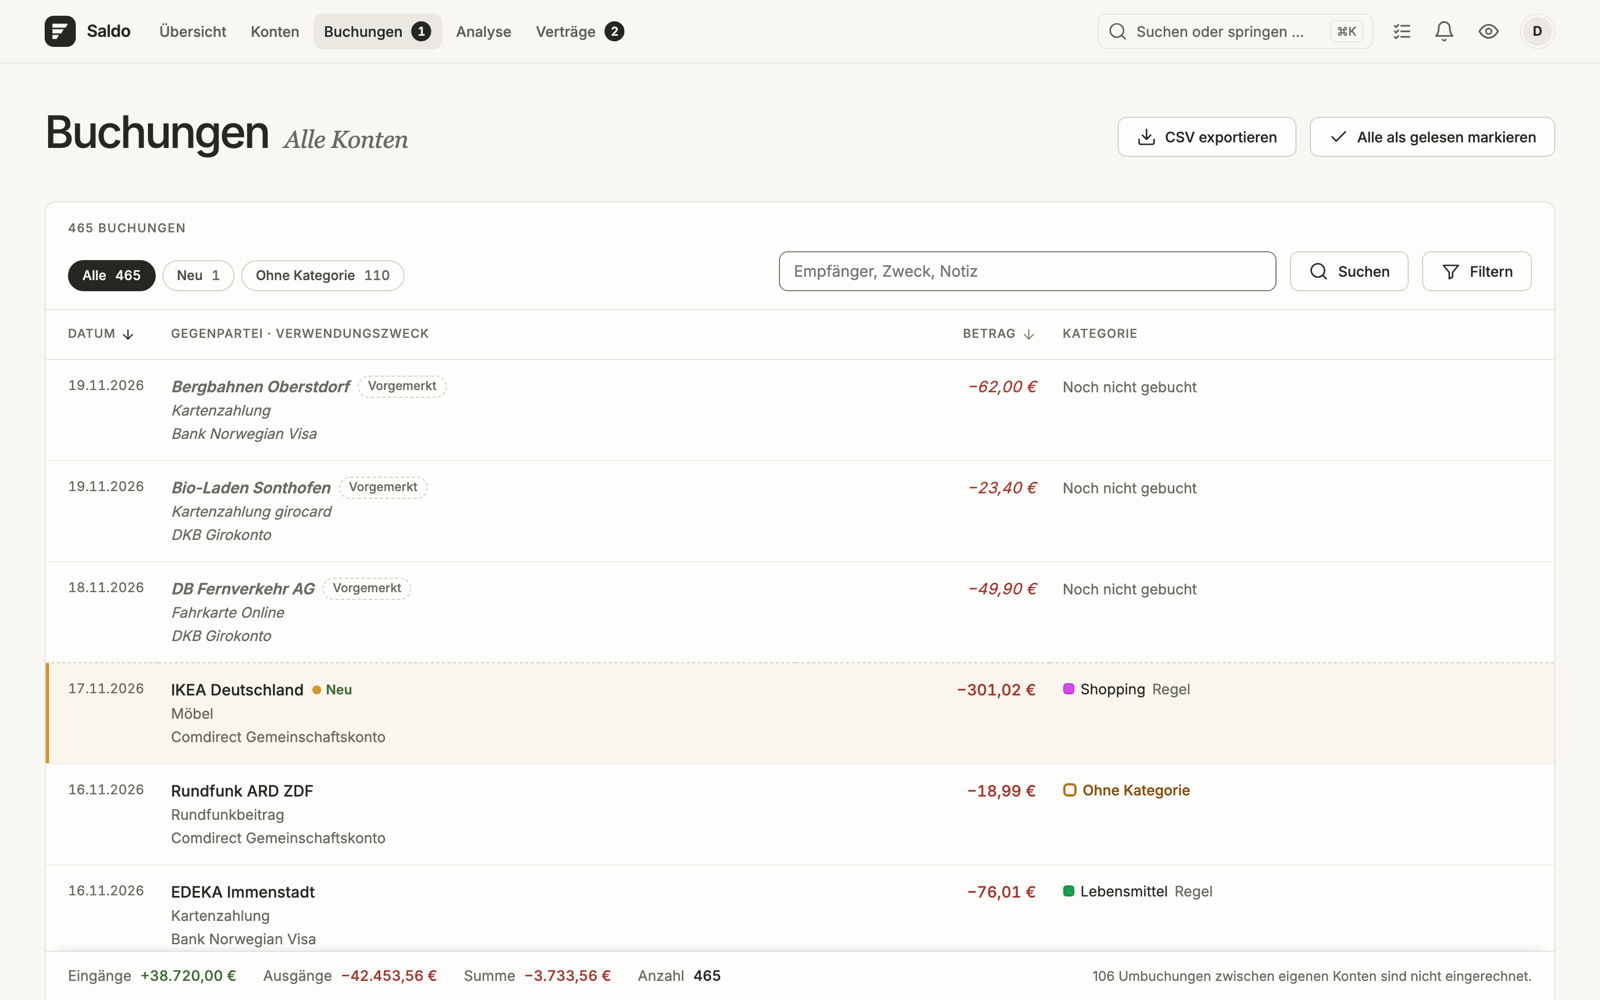 Saldo Übersicht Konten Buchungen 1 Analyse Verträge 2 Suchen oder springen ... ⌘K D
Buchungen Alle Konten CSV exportieren Alle als gelesen markieren
465 BUCHUNGEN
Alle 465 Neu 1 Ohne Kategorie 110 Empfänger, Zweck, Notiz Suchen Filtern
DATUM ↓ GEGENPARTEI · VERWENDUNGSZWECK BETRAG ↓ KATEGORIE
19.11.2026 Bergbahnen Oberstdorf Vorgemerkt −62,00 € Noch nicht gebucht
Kartenzahlung
Bank Norwegian Visa
19.11.2026 Bio-Laden Sonthofen Vorgemerkt −23,40 € Noch nicht gebucht
Kartenzahlung girocard
DKB Girokonto
18.11.2026 DB Fernverkehr AG Vorgemerkt −49,90 € Noch nicht gebucht
Fahrkarte Online
DKB Girokonto
17.11.2026 IKEA Deutschland Neu −301,02 € Shopping Regel
Möbel
Comdirect Gemeinschaftskonto
16.11.2026 Rundfunk ARD ZDF −18,99 € Ohne Kategorie
Rundfunkbeitrag
Comdirect Gemeinschaftskonto
16.11.2026 EDEKA Immenstadt −76,01 € Lebensmittel Regel
Kartenzahlung
Bank Norwegian Visa
Eingänge +38.720,00 € Ausgänge −42.453,56 € Summe −3.733,56 € Anzahl 465 106 Umbuchungen zwischen eigenen Konten sind nicht eingerechnet.